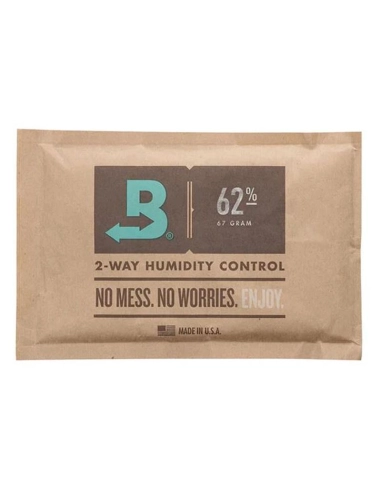 B®
62%
67 GRAM
2-WAY HUMIDITY CONTROL
NO MESS. NO WORRIES. ENJOY.
MADE IN U.S.A.